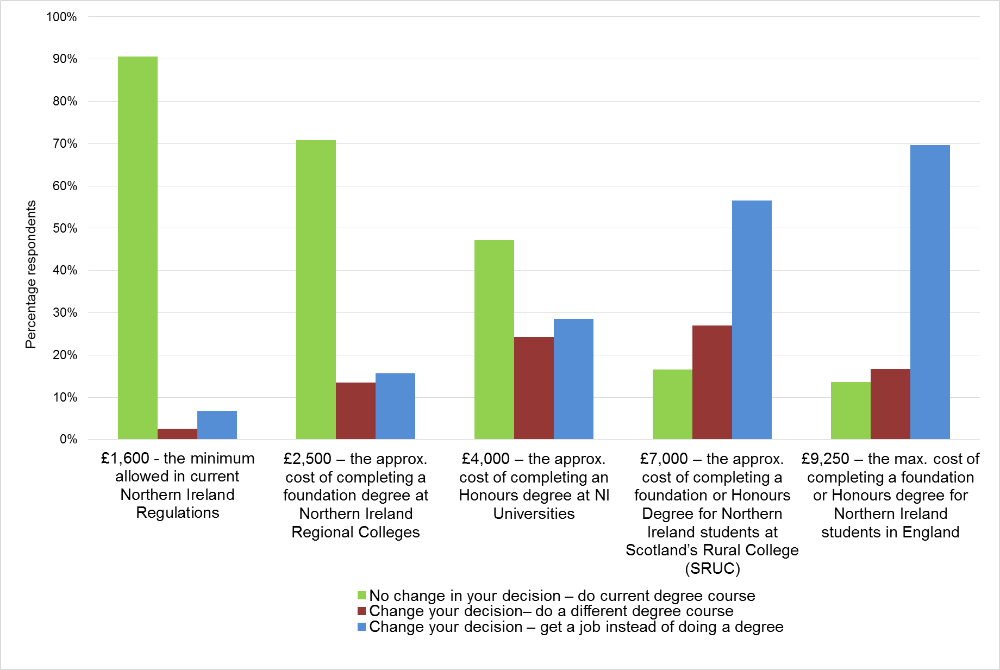 100%
90%
80%
70%
60%
50%
40%
30%
20%
10%
0%
Percentage respondents
£1,600 - the minimum
allowed in current
Northern Ireland
Regulations
£2,500 – the approx.
cost of completing a
foundation degree at
Northern Ireland
Regional Colleges
£4,000 – the approx.
cost of completing an
Honours degree at NI
Universities
£7,000 – the approx.
cost of completing a
foundation or Honours
Degree for Northern
Ireland students at
Scotland’s Rural College
(SRUC)
£9,250 – the max. cost of
completing a foundation
or Honours degree for
Northern Ireland
students in England
No change in your decision – do current degree course
Change your decision– do a different degree course
Change your decision – get a job instead of doing a degree